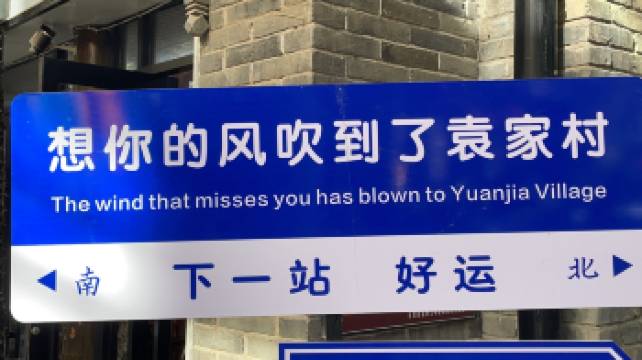 想你的风吹到了袁家村
The wind that misses you has blown to Yuanjia Village
◀ 南 下一站 好运 北 ▶